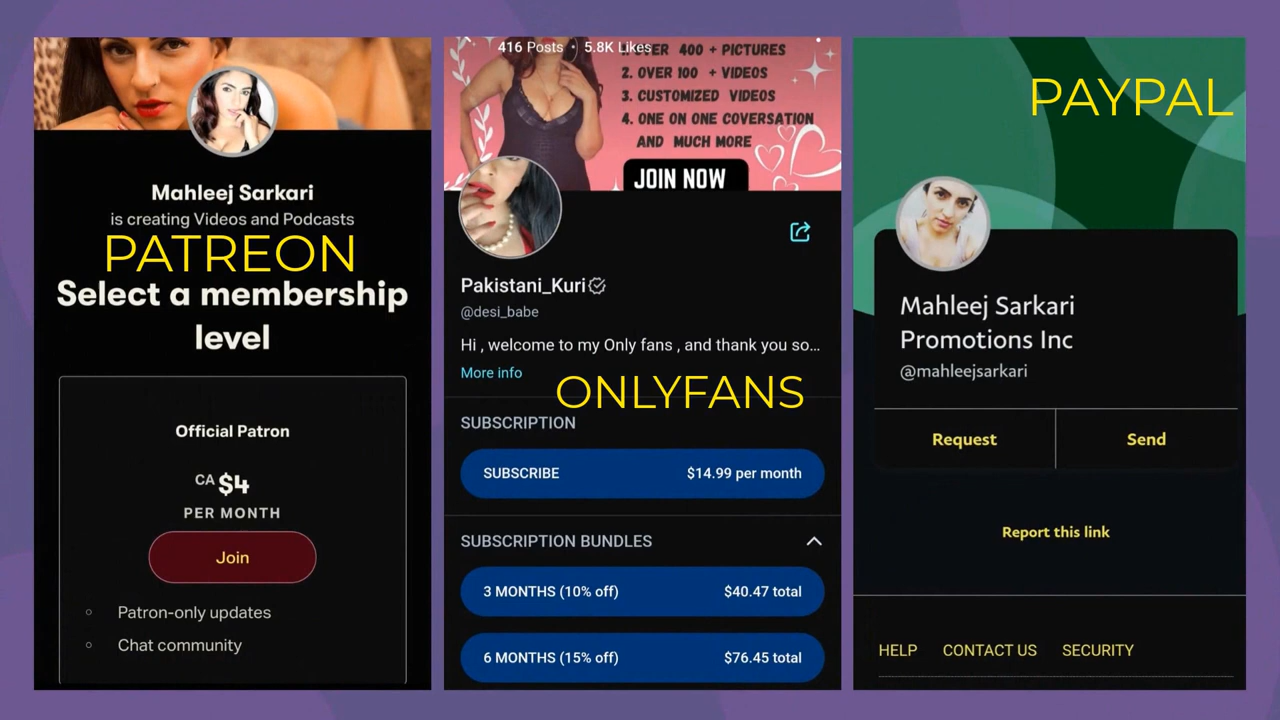 Mahleej Sarkari
is creating Videos and Podcasts
PATREON
Select a membership
level
Official Patron
CA $4
PER MONTH
Join
Patron-only updates
Chat community
416 Posts • 5.8K Likes
1. OVER 400 + PICTURES
2. OVER 100 + VIDEOS
3. CUSTOMIZED VIDEOS
4. ONE ON ONE COVERSATION
AND MUCH MORE
JOIN NOW
Pakistani_Kuri
@desi_babe
Hi , welcome to my Only fans , and thank you so...
More info
ONLYFANS
SUBSCRIPTION
SUBSCRIBE $14.99 per month
SUBSCRIPTION BUNDLES
3 MONTHS (10% off) $40.47 total
6 MONTHS (15% off) $76.45 total
PAYPAL
Mahleej Sarkari
Promotions Inc
@mahleejsarkari
Request Send
Report this link
HELP CONTACT US SECURITY